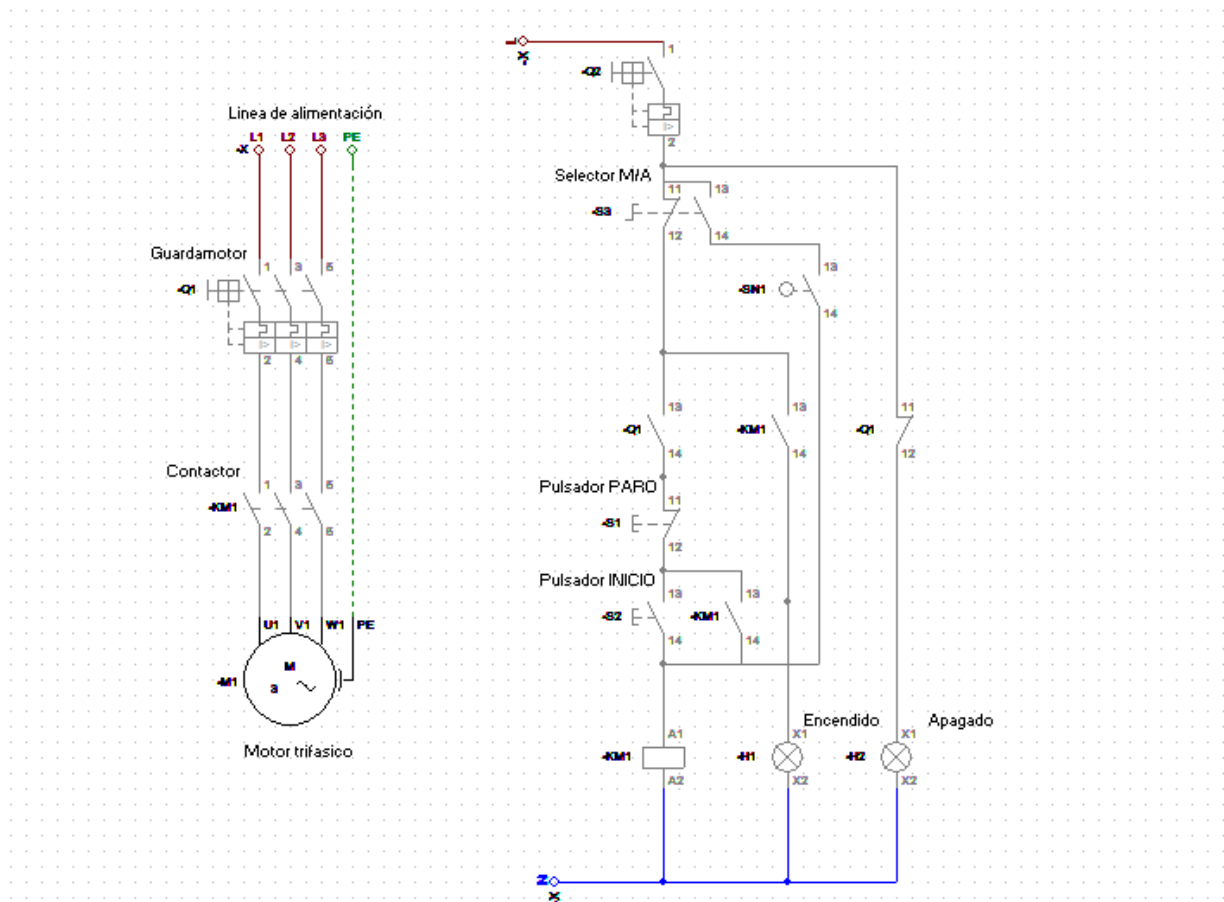 Linea de alimentación
L1 L2 L3 PE
-X
Guardamotor
1 3 5
-Q1
2 4 6
Contactor
1 3 5
-KM1
2 4 6
U1 V1 W1 PE
M
3
-M1
Motor trifasico
L
-X
1
-Q2
2
Selector M/A
11 13
-S3
12 14
13
-SN1
14
13 13 11
-Q1 -KM1 -Q1
14 14 12
Pulsador PARO
11
-S1
12
Pulsador INICIO
13 13
-S2 -KM1
14 14
Encendido Apagado
A1 X1 X1
-KM1 -H1 -H2
A2 X2 X2
N
-X